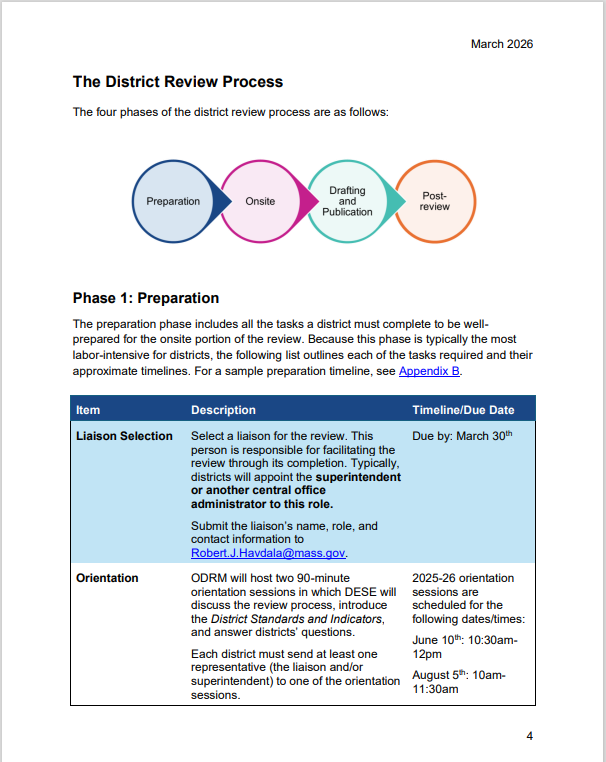 March 2026
The District Review Process
The four phases of the district review process are as follows:
Preparation
Onsite
Drafting
and
Publication
Post-
review
Phase 1: Preparation
The preparation phase includes all the tasks a district must complete to be well-
prepared for the onsite portion of the review. Because this phase is typically the most
labor-intensive for districts, the following list outlines each of the tasks required and their
approximate timelines. For a sample preparation timeline, see Appendix B.
Item
Description
Timeline/Due Date
Liaison Selection
Select a liaison for the review. This
person is responsible for facilitating the
review through its completion. Typically,
districts will appoint the superintendent
or another central office
administrator to this role.
Submit the liaison's name, role, and
contact information to
Robert.J.Havdala@mass.gov.
Due by: March 30th
Orientation
ODRM will host two 90-minute
orientation sessions in which DESE will
discuss the review process, introduce
the District Standards and Indicators,
and answer districts' questions.
Each district must send at least one
representative (the liaison and/or
superintendent) to one of the orientation
sessions.
2025-26 orientation
sessions are
scheduled for the
following dates/times:
June 10th: 10:30am-
12pm
August 5th: 10am-
11:30am
4